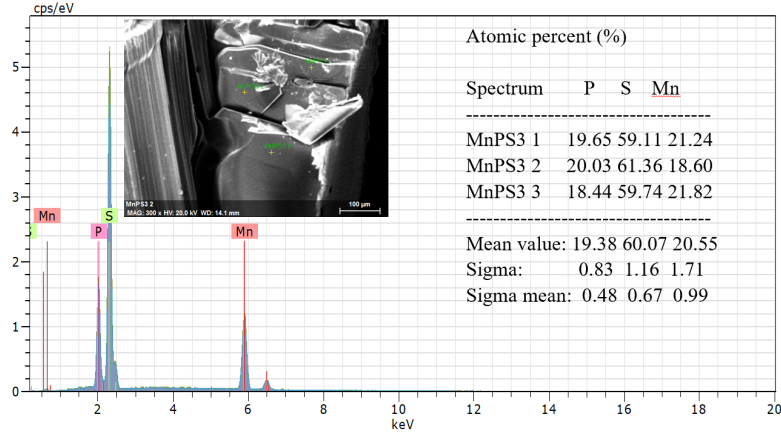 cps/eV
Atomic percent (%)
Spectrum P S Mn
----------------------------------------
MnPS3 1 19.65 59.11 21.24
MnPS3 2 20.03 61.36 18.60
MnPS3 3 18.44 59.74 21.82
----------------------------------------
Mean value: 19.38 60.07 20.55
Sigma: 0.83 1.16 1.71
Sigma mean: 0.48 0.67 0.99
MnPS3 2
MAG: 300 x HV: 20.0 kV WD: 14.1 mm
100 µm
Mn
S
P
Mn
5
4
3
2
1
0
2 4 6 8 10 12 14 16 18 20
keV